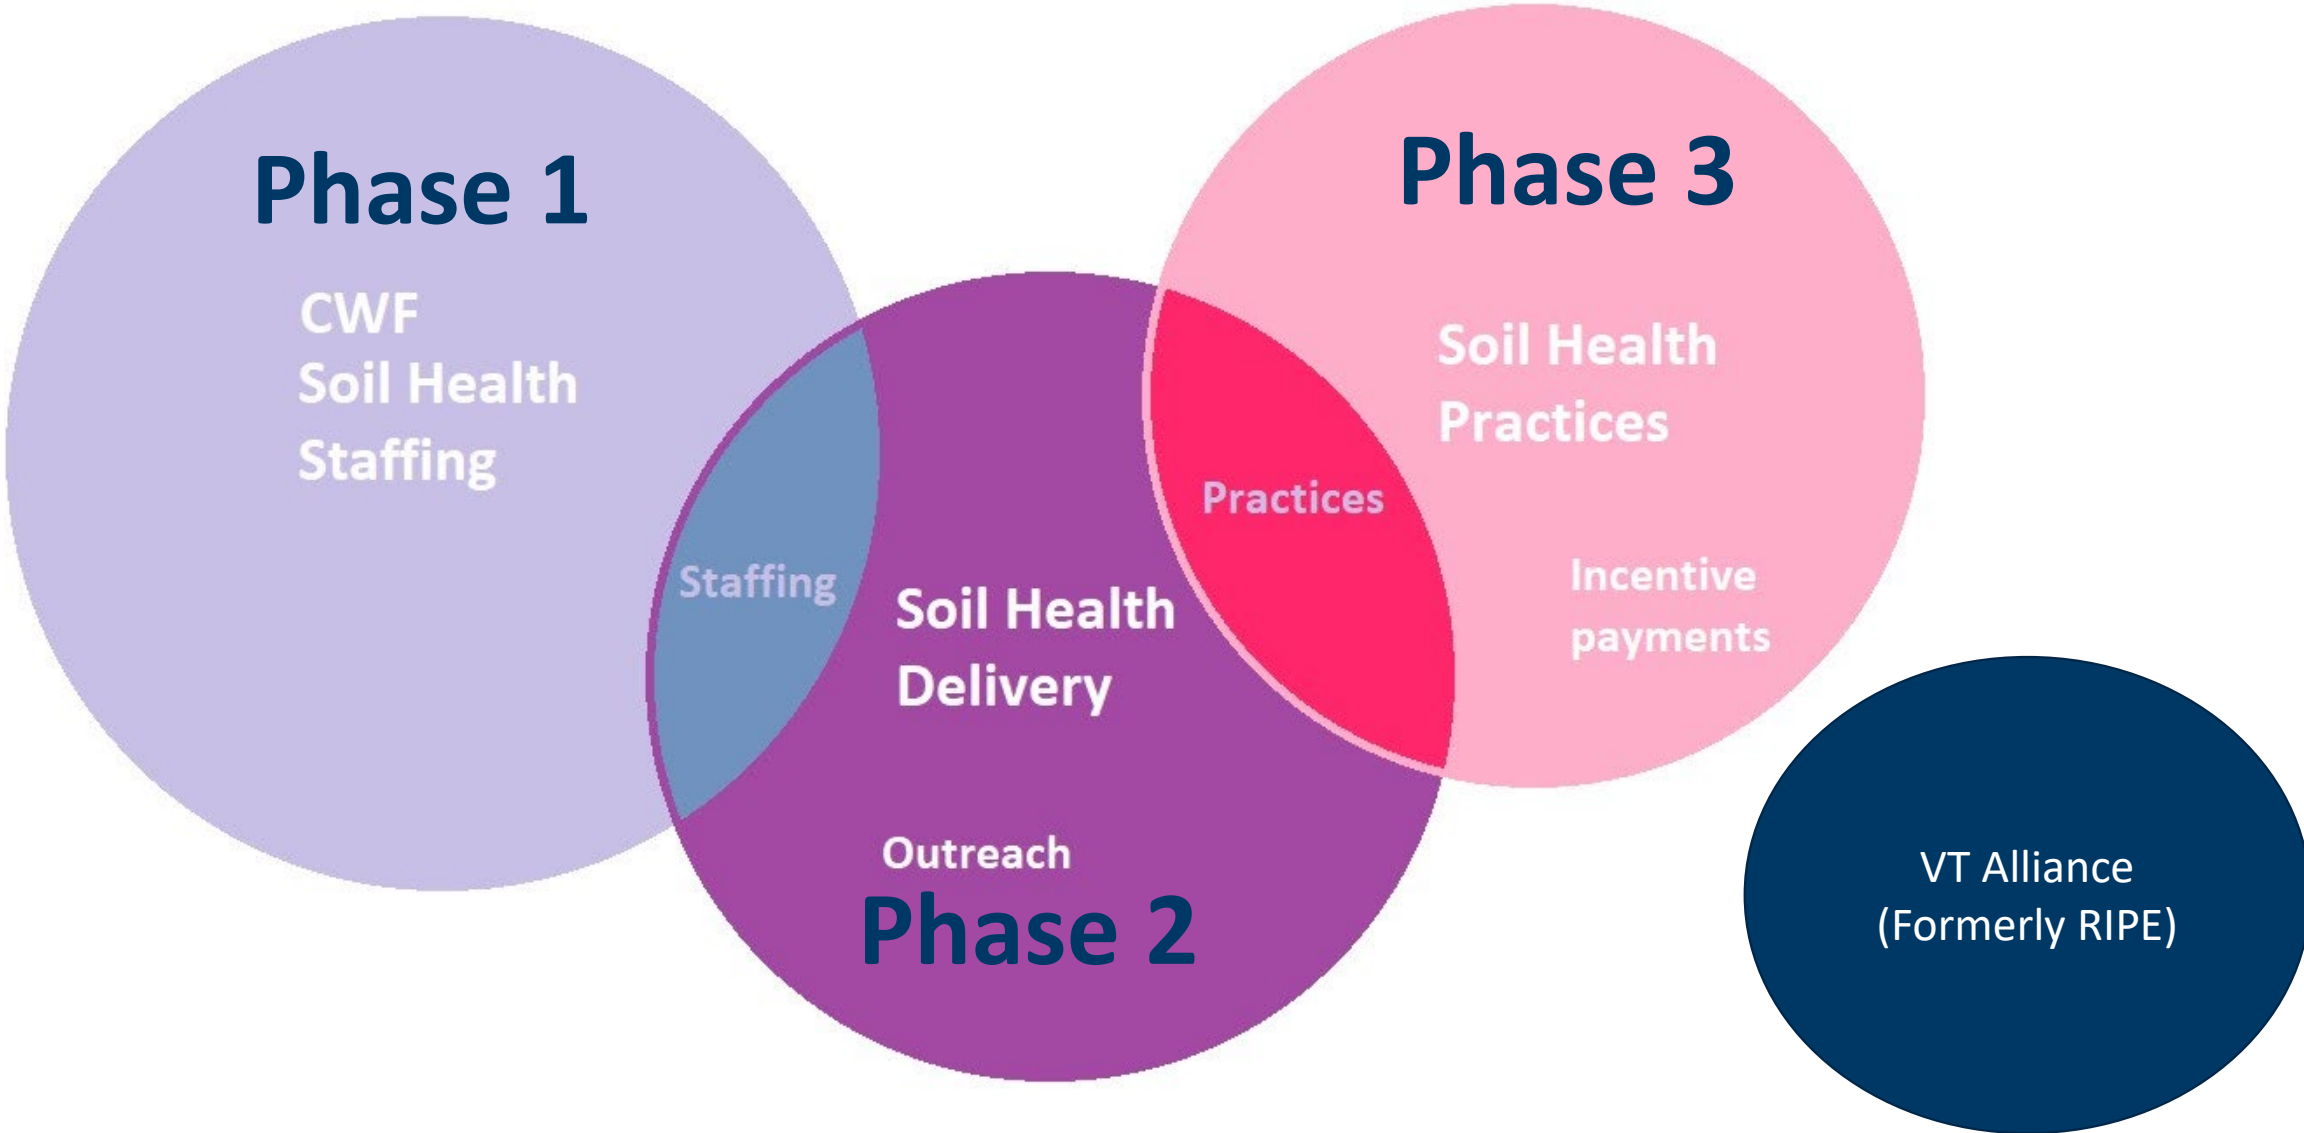 Phase 1
CWF
Soil Health
Staffing
Staffing
Soil Health
Delivery
Outreach
Phase 2
Practices
Phase 3
Soil Health
Practices
Incentive
payments
VT Alliance
(Formerly RIPE)